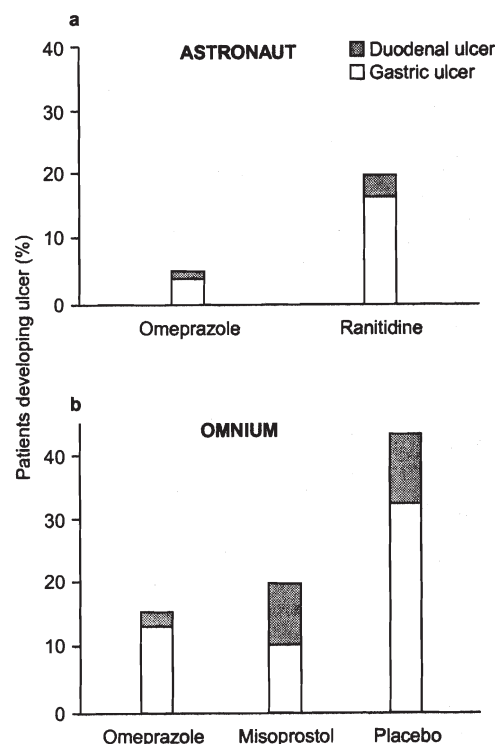 a
ASTRONAUT
Duodenal ulcer
Gastric ulcer
40
30
20
10
0
Omeprazole Ranitidine
Patients developing ulcer (%)
b
OMNIUM
40
30
20
10
0
Omeprazole Misoprostol Placebo